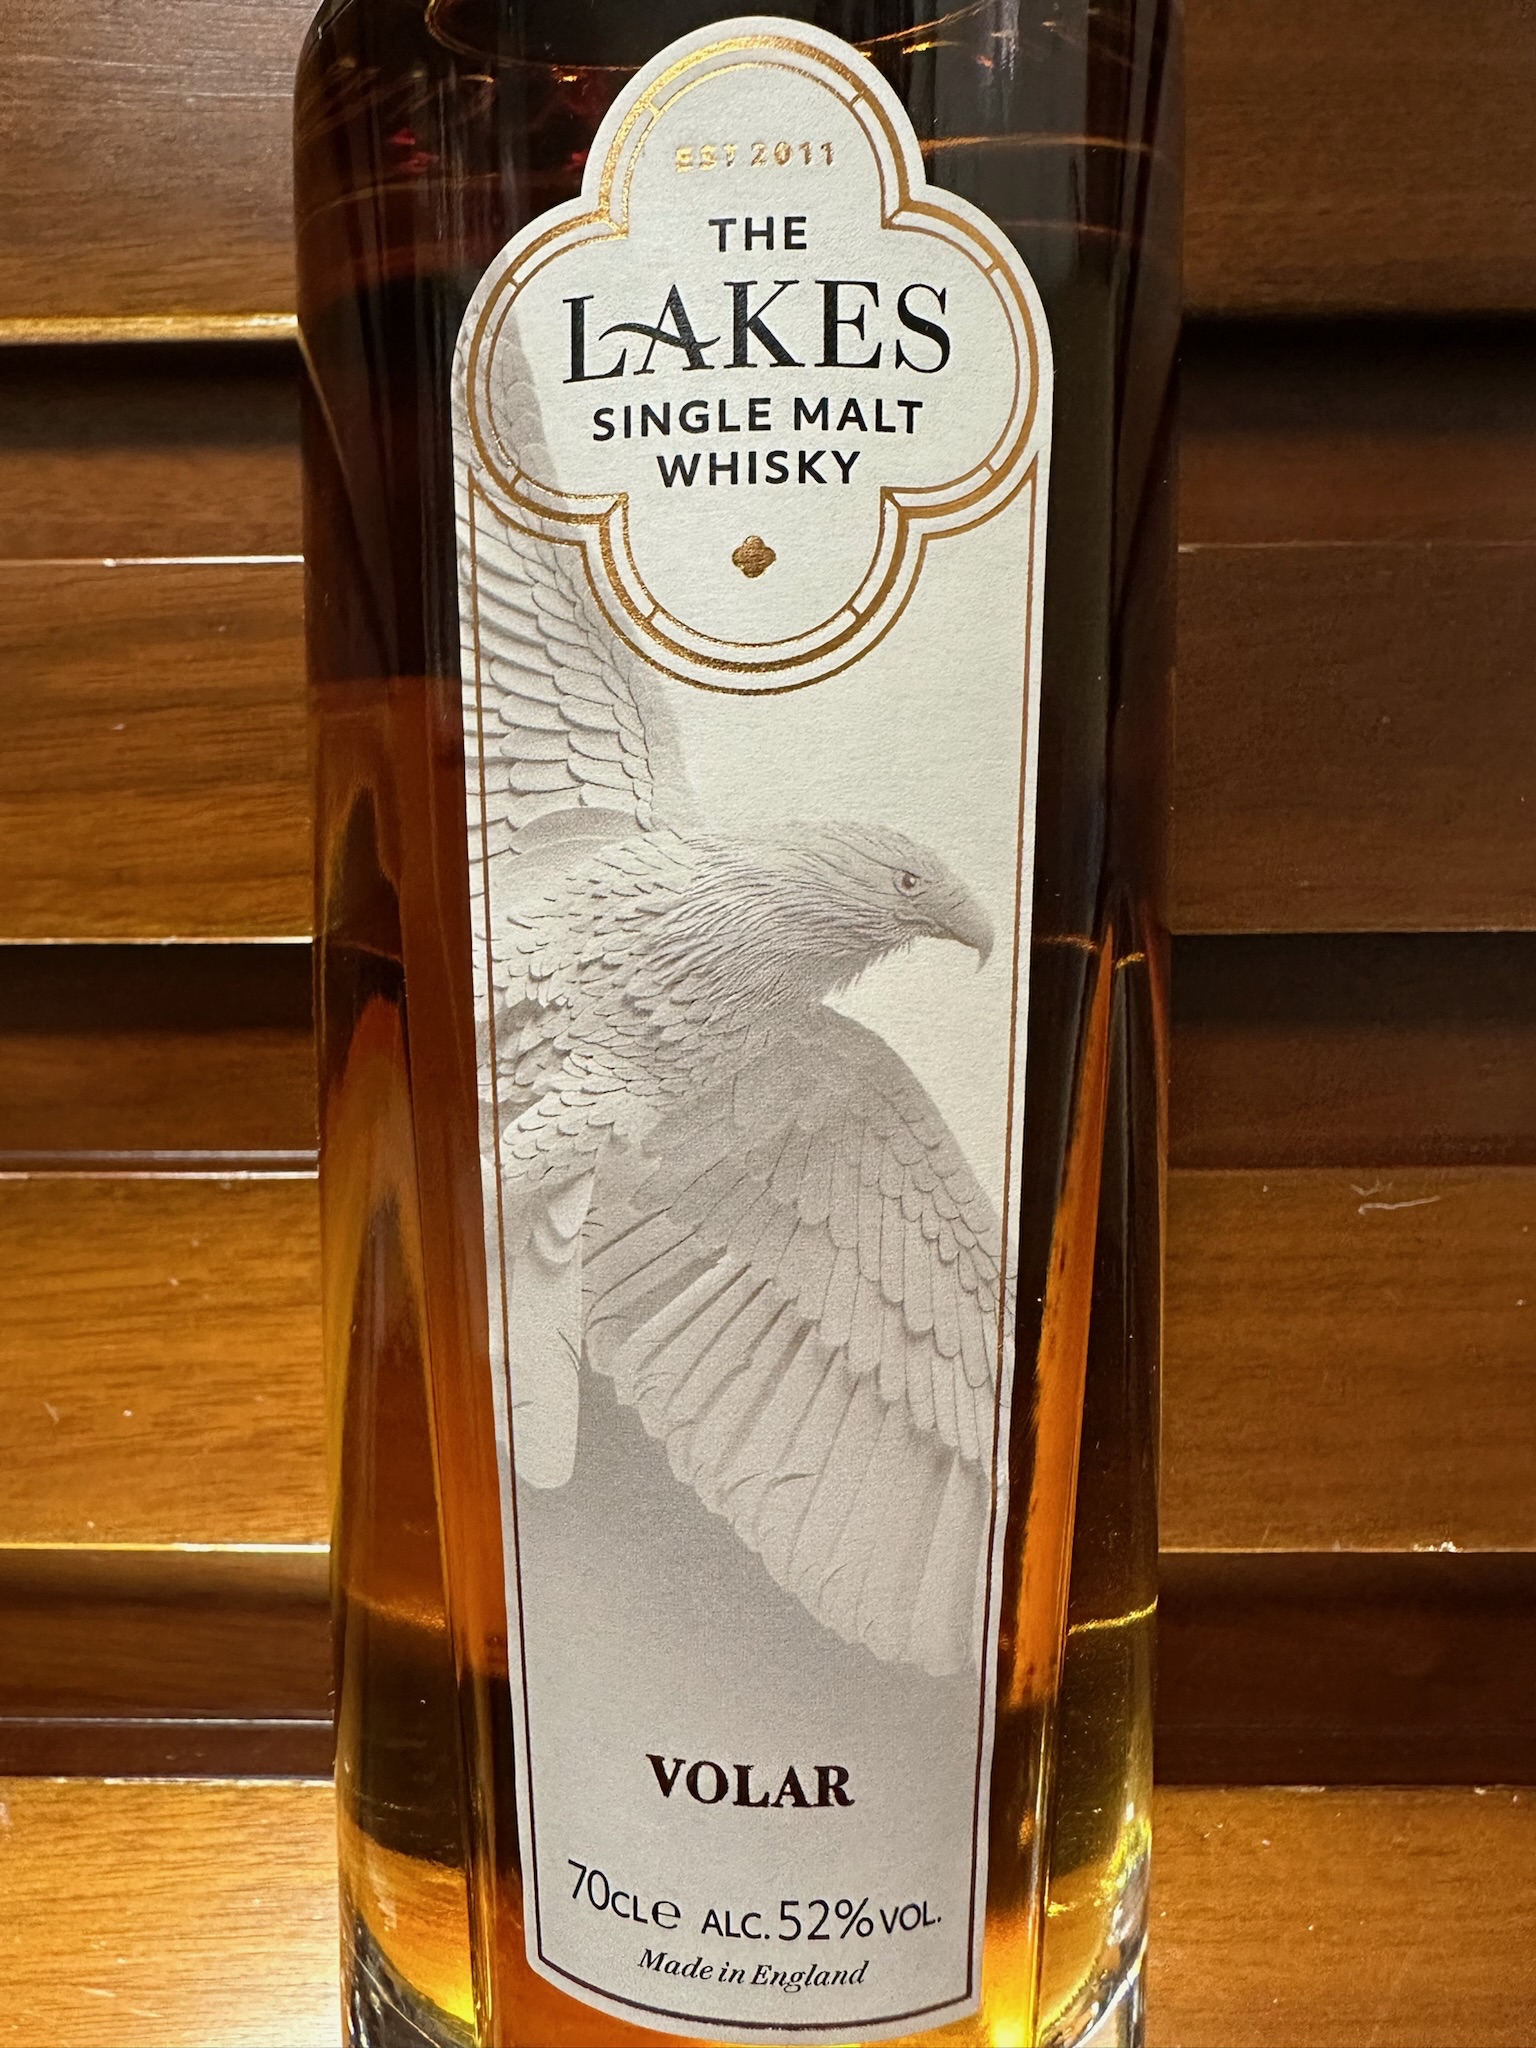 EST 2011
THE
LAKES
SINGLE MALT
WHISKY
VOLAR
70CLe ALC. 52% VOL.
Made in England